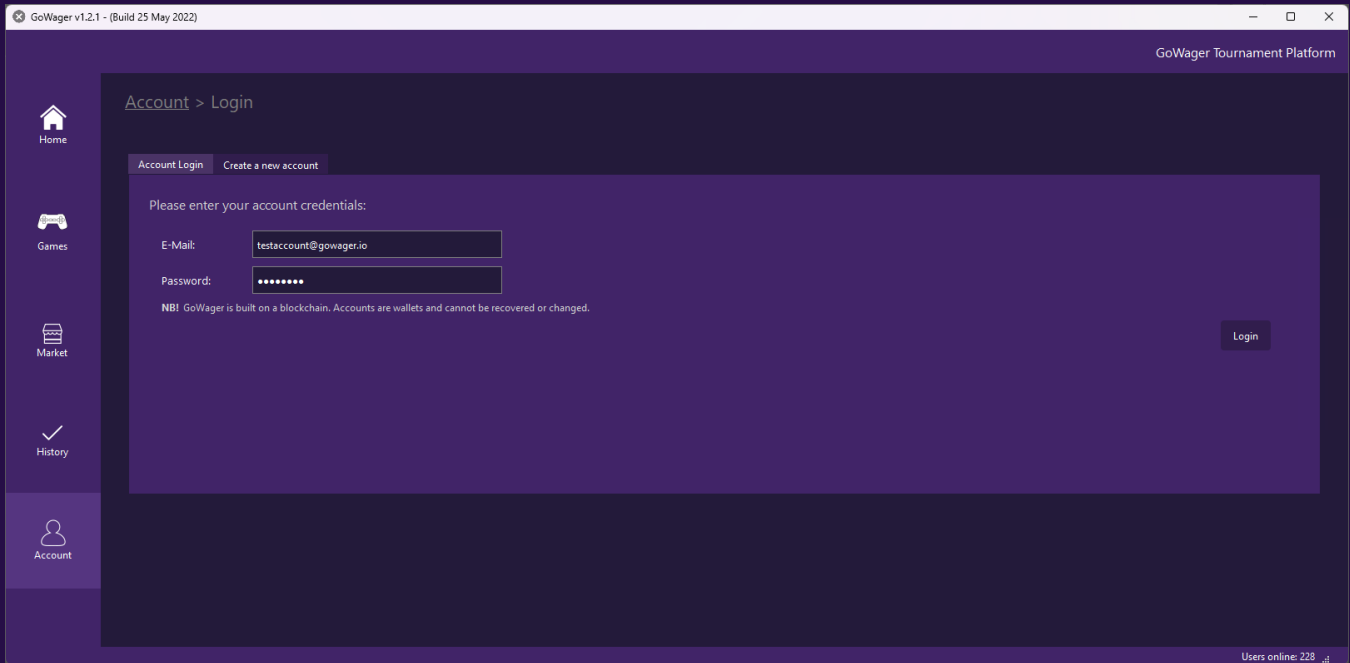 GoWager v1.2.1 - (Build 25 May 2022)
GoWager Tournament Platform
Account > Login
Home
Games
Market
History
Account
Account Login
Create a new account
Please enter your account credentials:
E-Mail:
testaccount@gowager.io
Password:
••••••••
NB! GoWager is built on a blockchain. Accounts are wallets and cannot be recovered or changed.
Login
Users online: 228